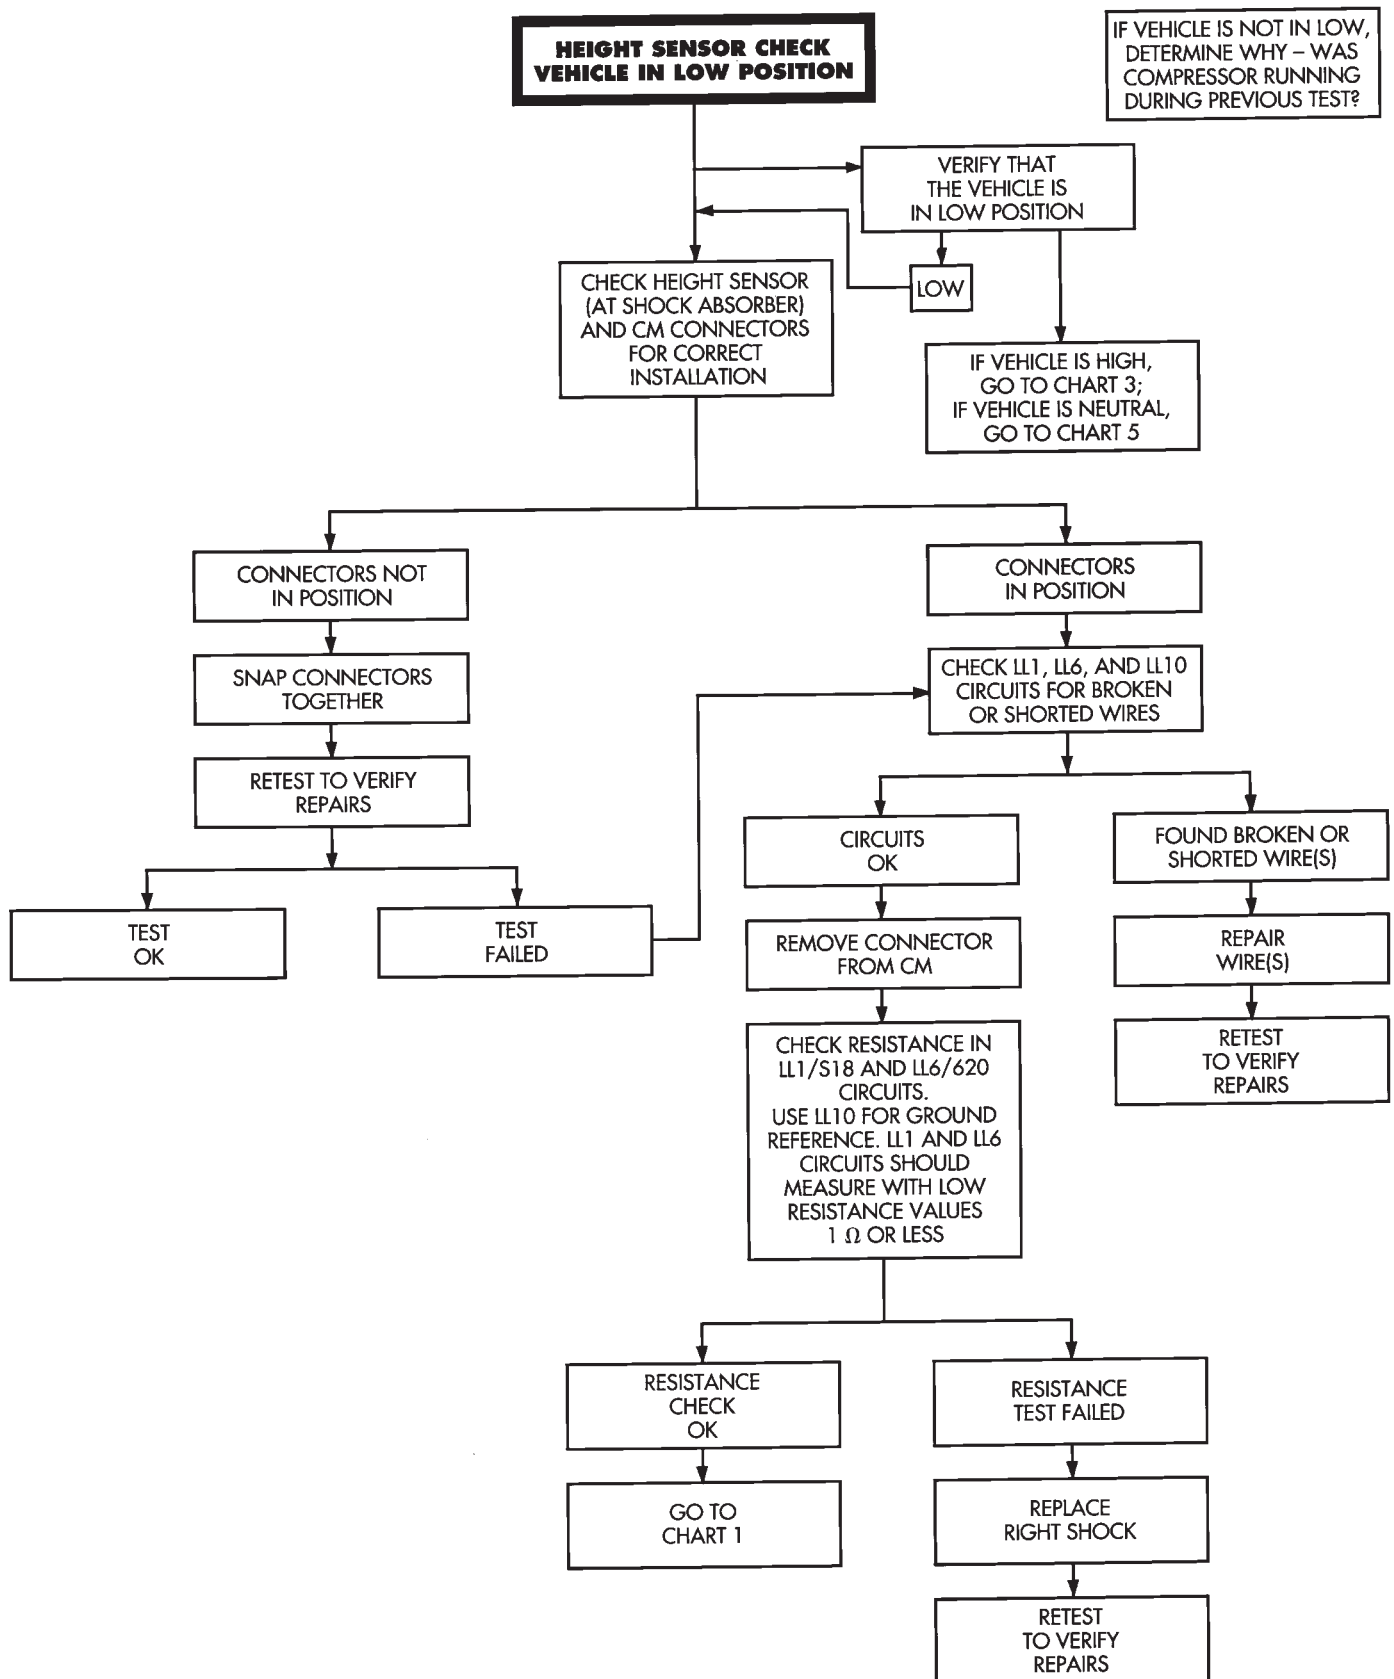 HEIGHT SENSOR CHECK
VEHICLE IN LOW POSITION
IF VEHICLE IS NOT IN LOW,
DETERMINE WHY – WAS
COMPRESSOR RUNNING
DURING PREVIOUS TEST?
VERIFY THAT
THE VEHICLE IS
IN LOW POSITION
LOW
CHECK HEIGHT SENSOR
(AT SHOCK ABSORBER)
AND CM CONNECTORS
FOR CORRECT
INSTALLATION
IF VEHICLE IS HIGH,
GO TO CHART 3;
IF VEHICLE IS NEUTRAL,
GO TO CHART 5
CONNECTORS NOT
IN POSITION
CONNECTORS
IN POSITION
SNAP CONNECTORS
TOGETHER
CHECK LL1, LL6, AND LL10
CIRCUITS FOR BROKEN
OR SHORTED WIRES
RETEST TO VERIFY
REPAIRS
CIRCUITS
OK
FOUND BROKEN OR
SHORTED WIRE(S)
TEST
OK
TEST
FAILED
REMOVE CONNECTOR
FROM CM
REPAIR
WIRE(S)
CHECK RESISTANCE IN
LL1/S18 AND LL6/620
CIRCUITS.
USE LL10 FOR GROUND
REFERENCE. LL1 AND LL6
CIRCUITS SHOULD
MEASURE WITH LOW
RESISTANCE VALUES
1 Ω OR LESS
RETEST
TO VERIFY
REPAIRS
RESISTANCE
CHECK
OK
RESISTANCE
TEST FAILED
GO TO
CHART 1
REPLACE
RIGHT SHOCK
RETEST
TO VERIFY
REPAIRS